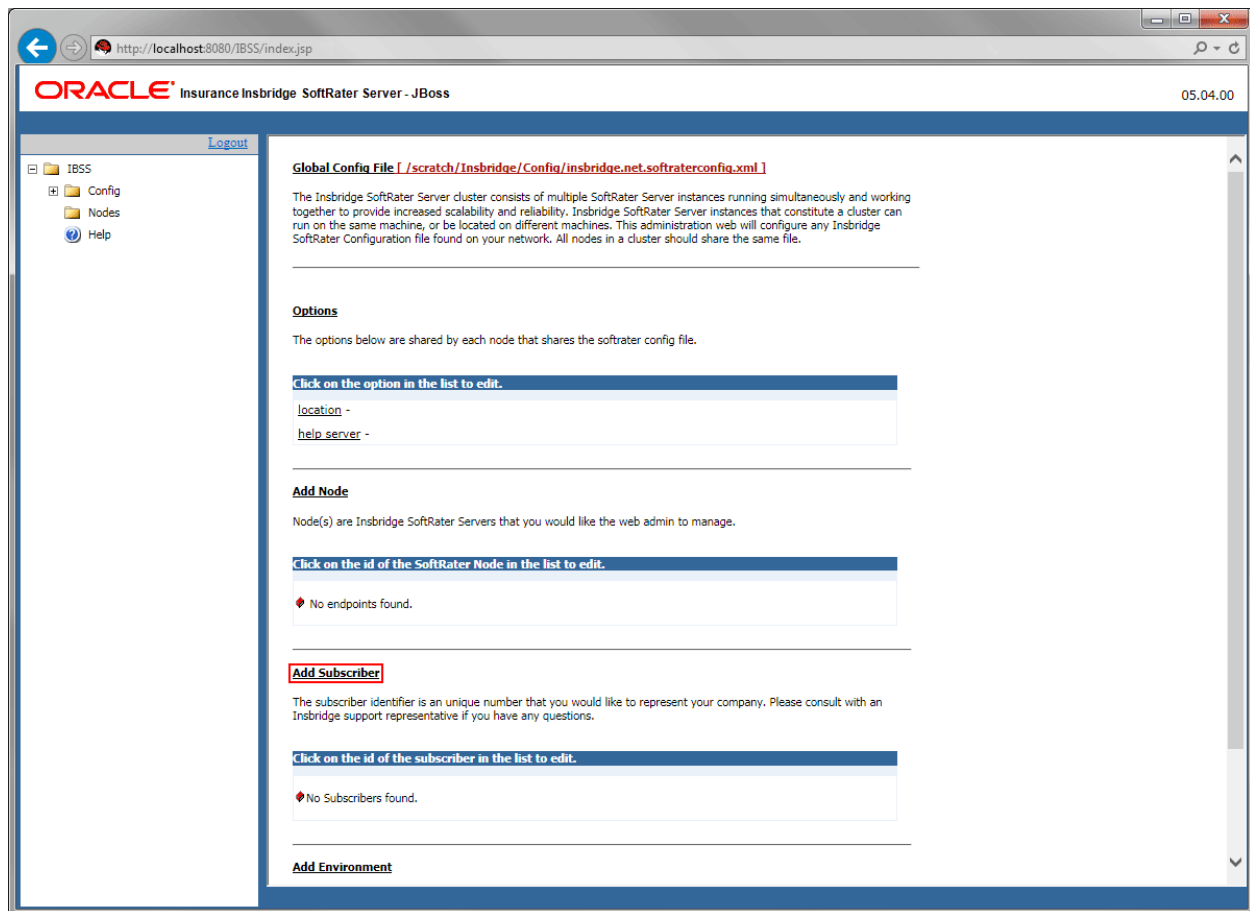 http://localhost:8080/IBSS/index.jsp
ORACLE Insurance Insbridge SoftRater Server - JBoss
05.04.00
Logout
IBSS
Config
Nodes
Help
Global Config File [ /scratch/Insbridge/Config/insbridge.net.softraterconfig.xml ]
The Insbridge SoftRater Server cluster consists of multiple SoftRater Server instances running simultaneously and working
together to provide increased scalability and reliability. Insbridge SoftRater Server instances that constitute a cluster can
run on the same machine, or be located on different machines. This administration web will configure any Insbridge
SoftRater Configuration file found on your network. All nodes in a cluster should share the same file.
Options
The options below are shared by each node that shares the softrater config file.
Click on the option in the list to edit.
location -
help server -
Add Node
Node(s) are Insbridge SoftRater Servers that you would like the web admin to manage.
Click on the id of the SoftRater Node in the list to edit.
No endpoints found.
Add Subscriber
The subscriber identifier is an unique number that you would like to represent your company. Please consult with an
Insbridge support representative if you have any questions.
Click on the id of the subscriber in the list to edit.
No Subscribers found.
Add Environment